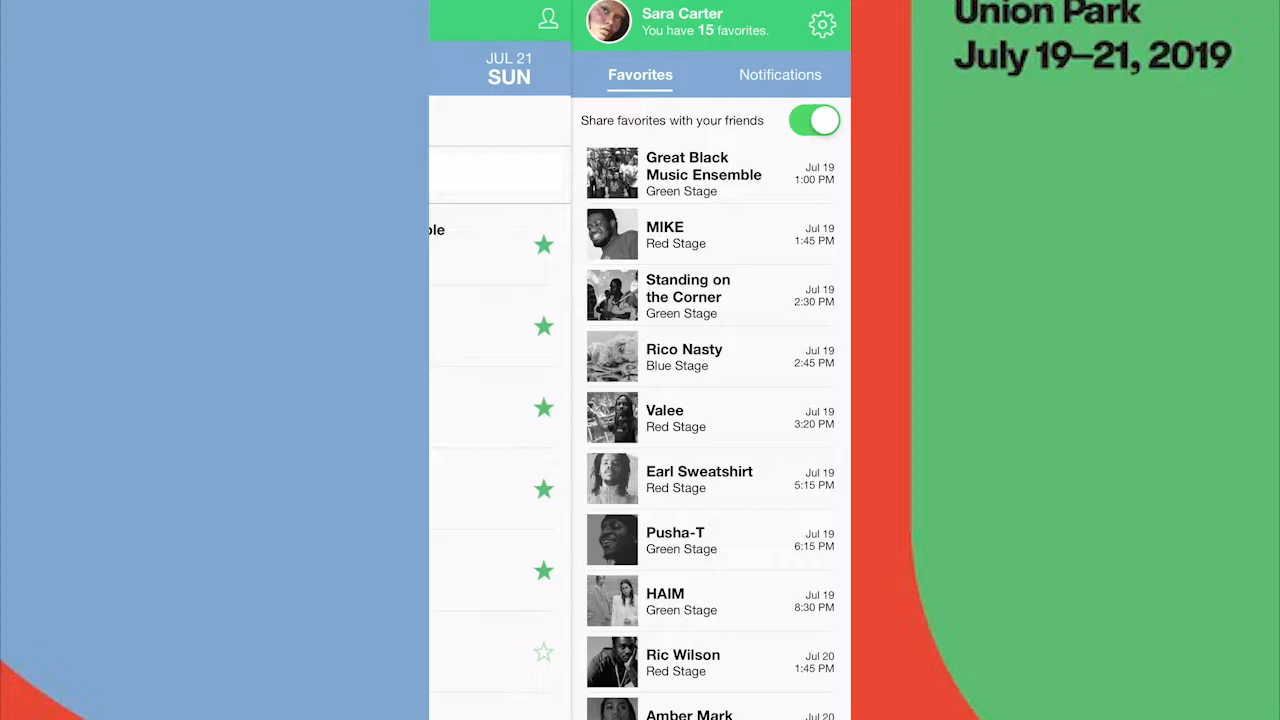 JUL 21
SUN
ple
Sara Carter
You have 15 favorites.
Favorites
Notifications
Share favorites with your friends
Great Black
Music Ensemble
Green Stage
Jul 19
1:00 PM
MIKE
Red Stage
Jul 19
1:45 PM
Standing on
the Corner
Green Stage
Jul 19
2:30 PM
Rico Nasty
Blue Stage
Jul 19
2:45 PM
Valee
Red Stage
Jul 19
3:20 PM
Earl Sweatshirt
Red Stage
Jul 19
5:15 PM
Pusha-T
Green Stage
Jul 19
6:15 PM
HAIM
Green Stage
Jul 19
8:30 PM
Ric Wilson
Red Stage
Jul 20
1:45 PM
Amber Mark
Jul 20
Union Park
July 19–21, 2019